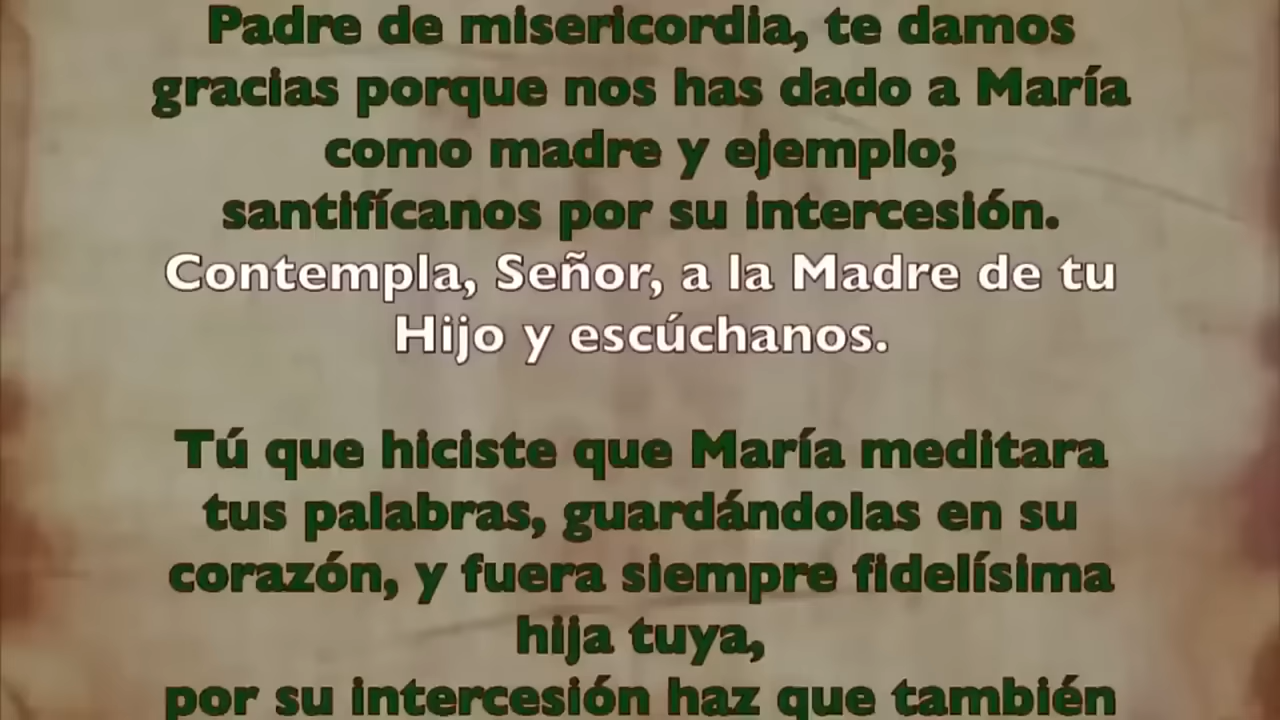 Padre de misericordia, te damos
gracias porque nos has dado a María
como madre y ejemplo;
santifícanos por su intercesión.
Contempla, Señor, a la Madre de tu
Hijo y escúchanos.
Tú que hiciste que María meditara
tus palabras, guardándolas en su
corazón, y fuera siempre fidelísima
hija tuya,
por su intercesión haz que también